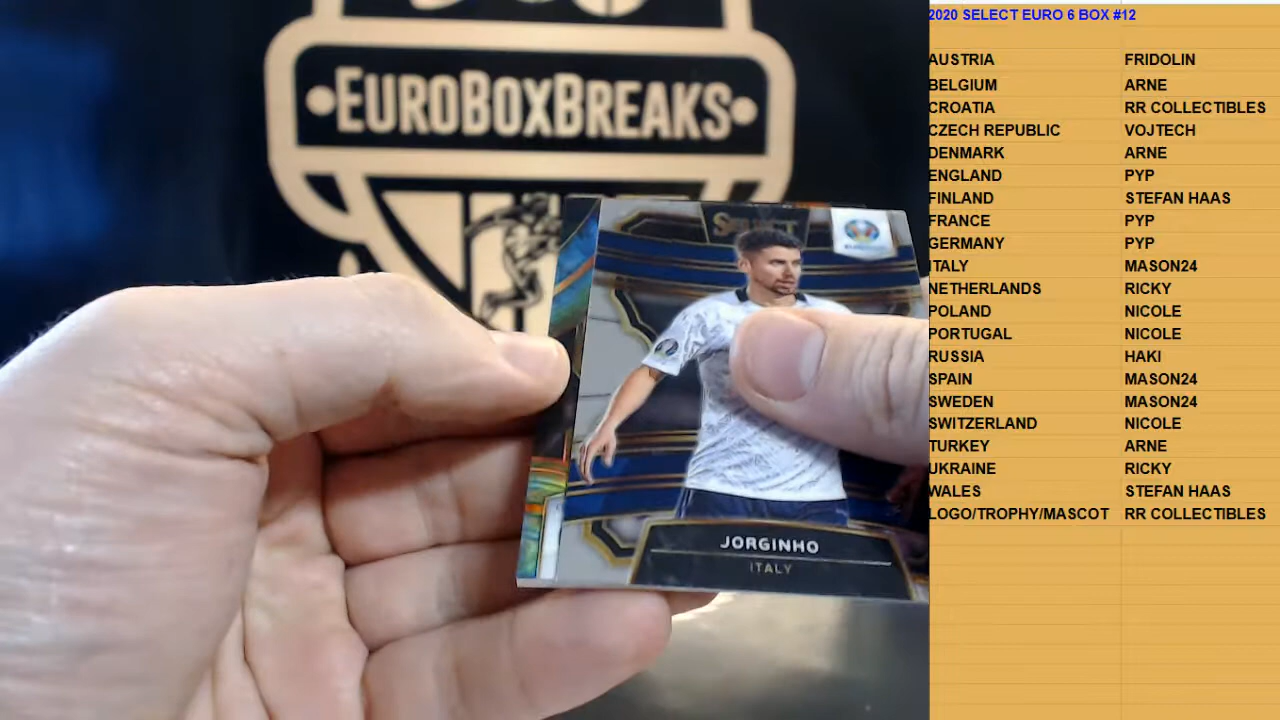 EUROBOXBREAKS
SELECT
JORGINHO
ITALY
2020 SELECT EURO 6 BOX #12
AUSTRIA FRIDOLIN
BELGIUM ARNE
CROATIA RR COLLECTIBLES
CZECH REPUBLIC VOJTECH
DENMARK ARNE
ENGLAND PYP
FINLAND STEFAN HAAS
FRANCE PYP
GERMANY PYP
ITALY MASON24
NETHERLANDS RICKY
POLAND NICOLE
PORTUGAL NICOLE
RUSSIA HAKI
SPAIN MASON24
SWEDEN MASON24
SWITZERLAND NICOLE
TURKEY ARNE
UKRAINE RICKY
WALES STEFAN HAAS
LOGO/TROPHY/MASCOT RR COLLECTIBLES